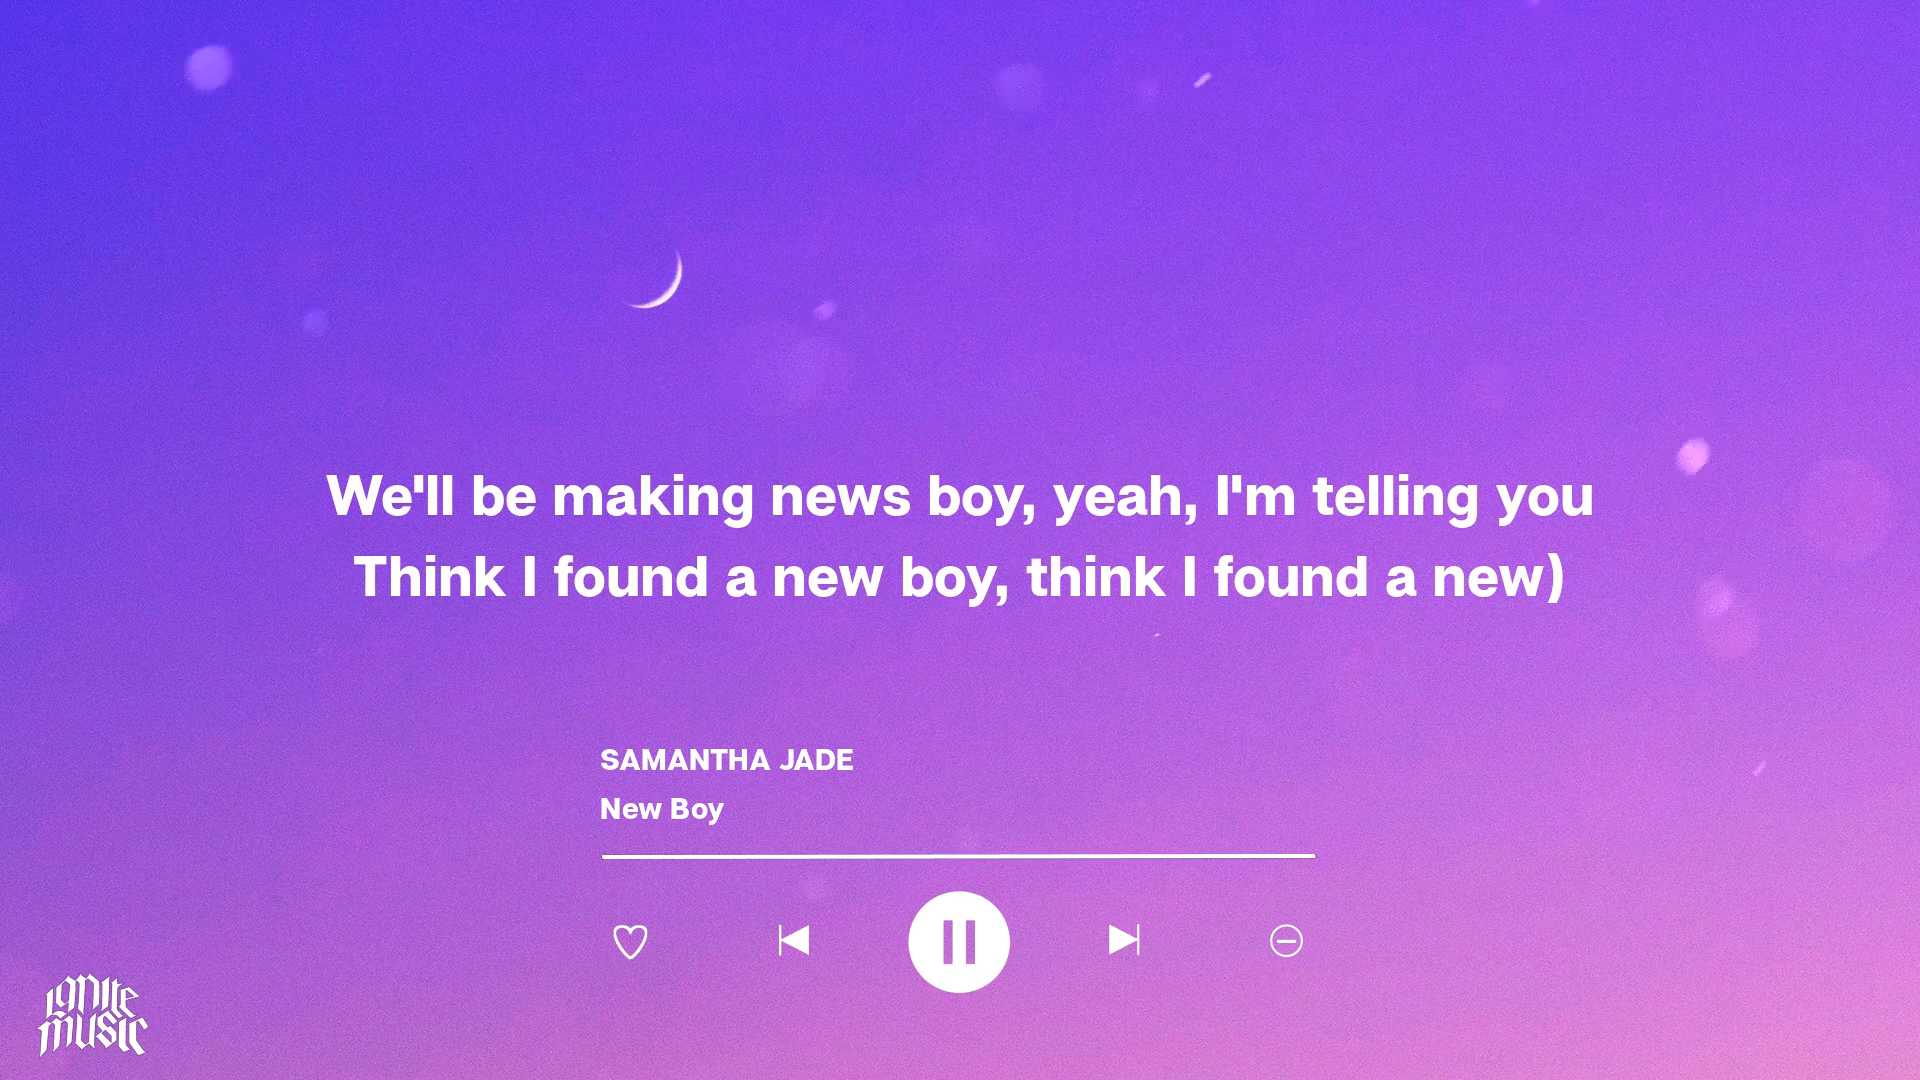 We'll be making news boy, yeah, I'm telling you
Think I found a new boy, think I found a new)
SAMANTHA JADE
New Boy
ignite
music